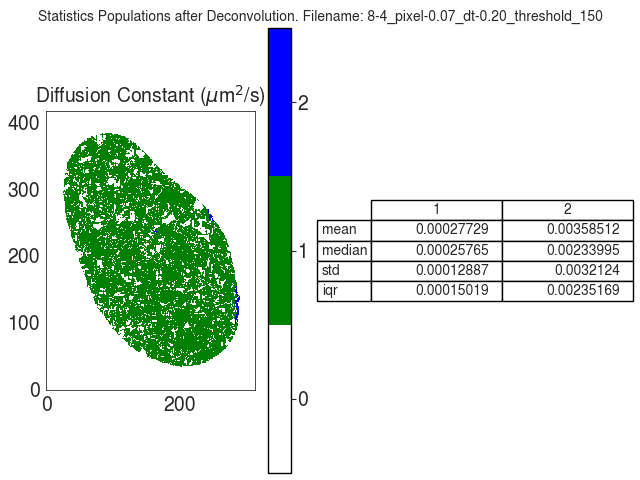 Statistics Populations after Deconvolution. Filename: 8-4_pixel-0.07_dt-0.20_threshold_150
Diffusion Constant (μm²/s)
400
300
200
100
0
0 200
2
1
0
1 2
mean 0.00027729 0.00358512
median 0.00025765 0.00233995
std 0.00012887 0.0032124
iqr 0.00015019 0.00235169